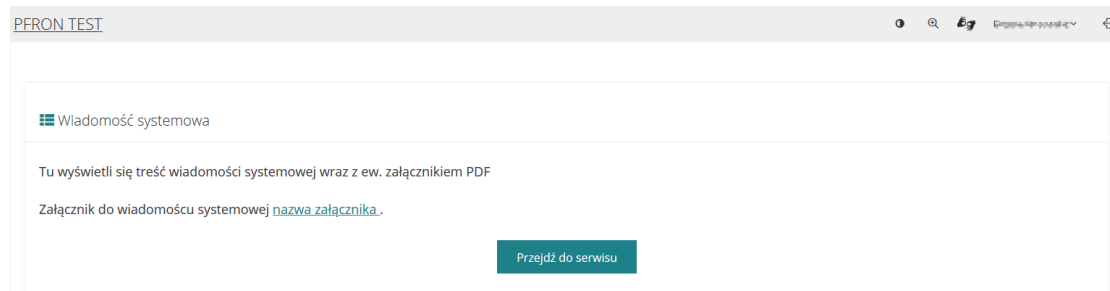 PFRON TEST
Wiadomość systemowa
Tu wyświetli się treść wiadomości systemowej wraz z ew. załącznikiem PDF
Załącznik do wiadomoścu systemowej nazwa załącznika .
Przejdź do serwisu